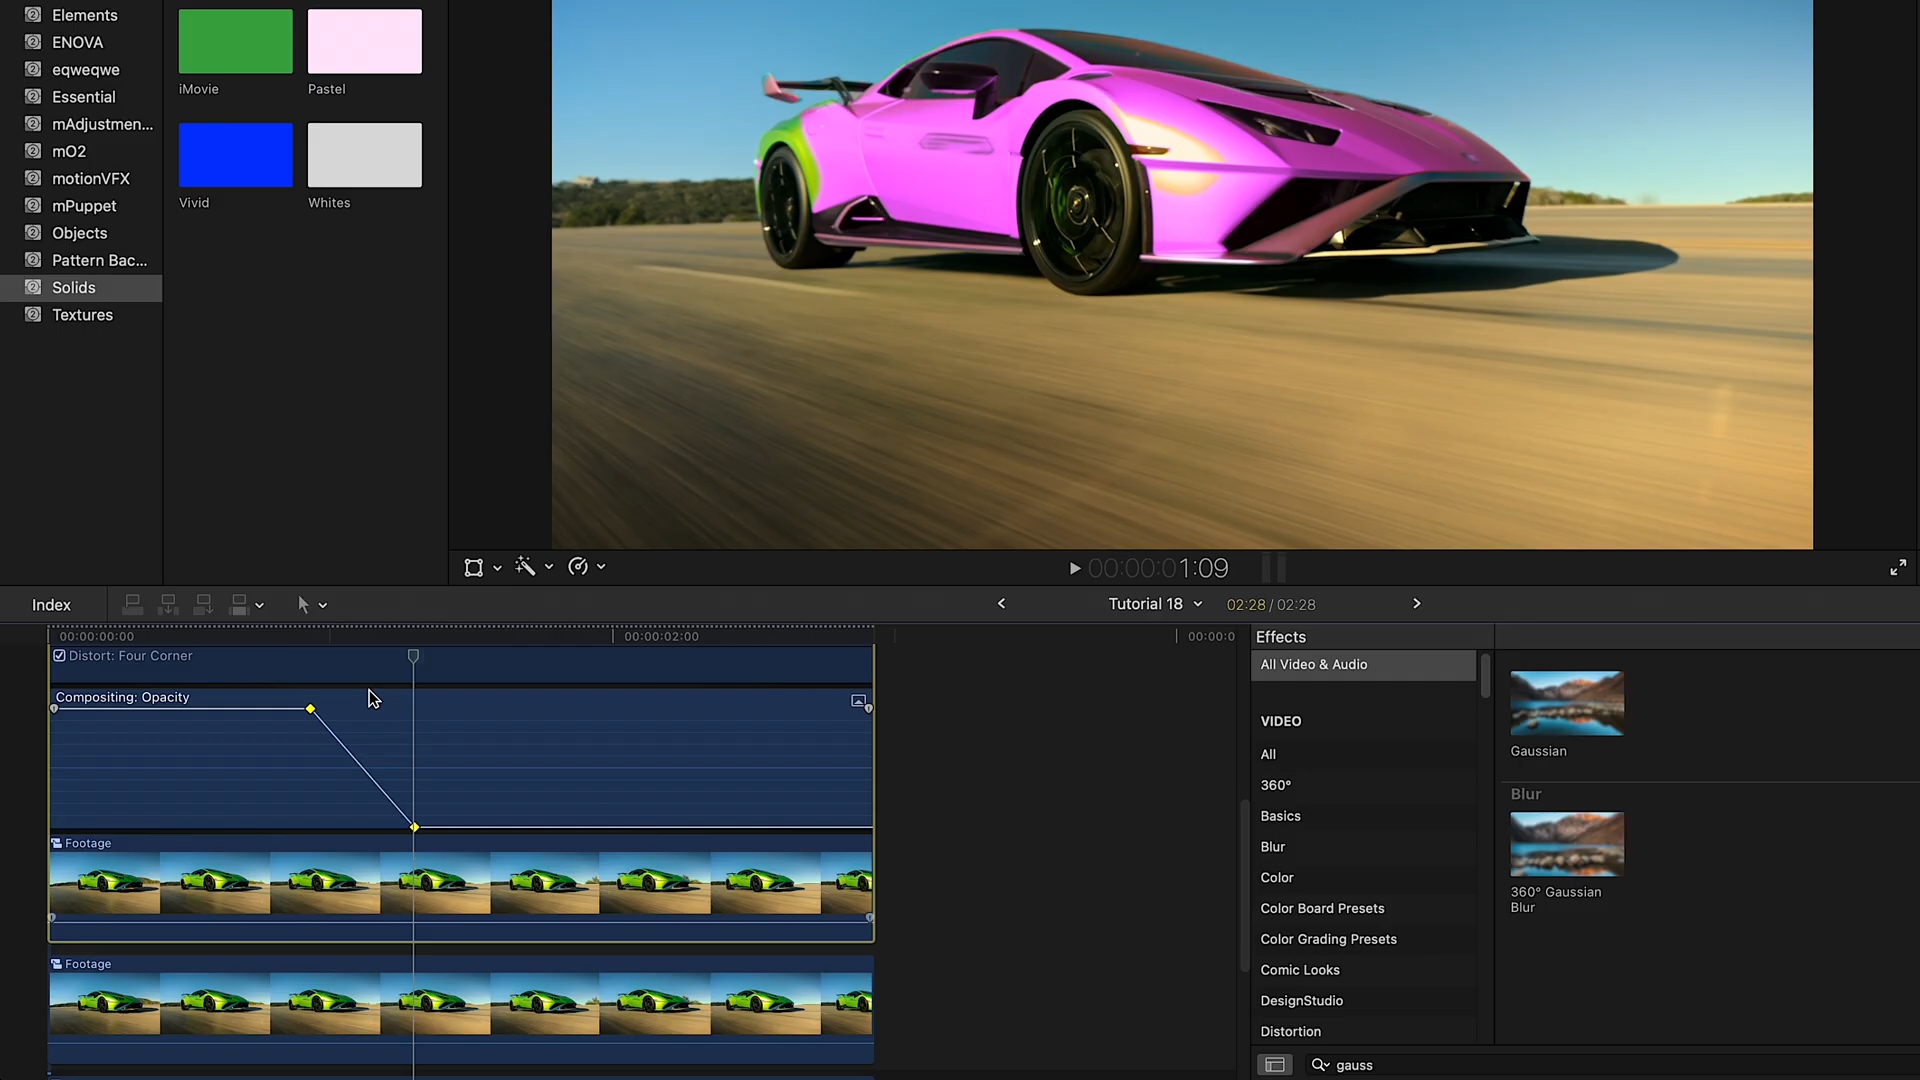 Elements
ENOVA
eqweqwe
Essential
mAdjustmen...
mO2
motionVFX
mPuppet
Objects
Pattern Bac...
Solids
Textures
iMovie
Pastel
Vivid
Whites
00:00:01:09
Index
Tutorial 18
02:28 / 02:28
00:00:00:00
00:00:02:00
00:00:0
Distort: Four Corner
Compositing: Opacity
Footage
Footage
Effects
All Video & Audio
VIDEO
All
360°
Basics
Blur
Color
Color Board Presets
Color Grading Presets
Comic Looks
DesignStudio
Distortion
Gaussian
Blur
360° Gaussian
Blur
gauss